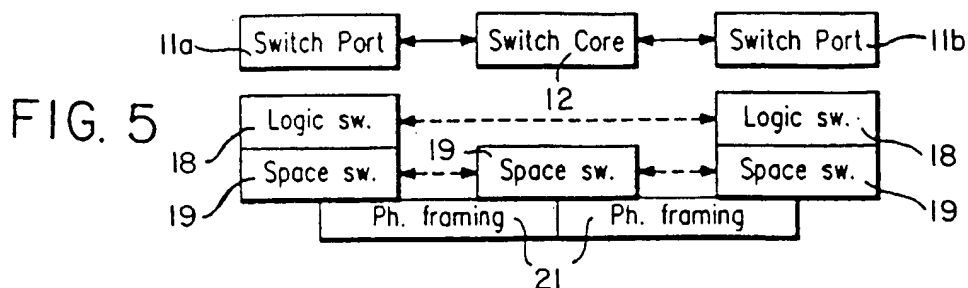 11a
Switch Port
Switch Core
Switch Port
11b
12
FIG. 5
Logic sw.
Logic sw.
18
19
18
Space sw.
Space sw.
Space sw.
19
19
Ph. framing
Ph. framing
21